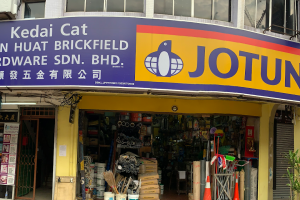 Kedai Cat
N HUAT BRICKFIELD
RDWARE SDN. BHD.
發五金有限公司
JOTUN